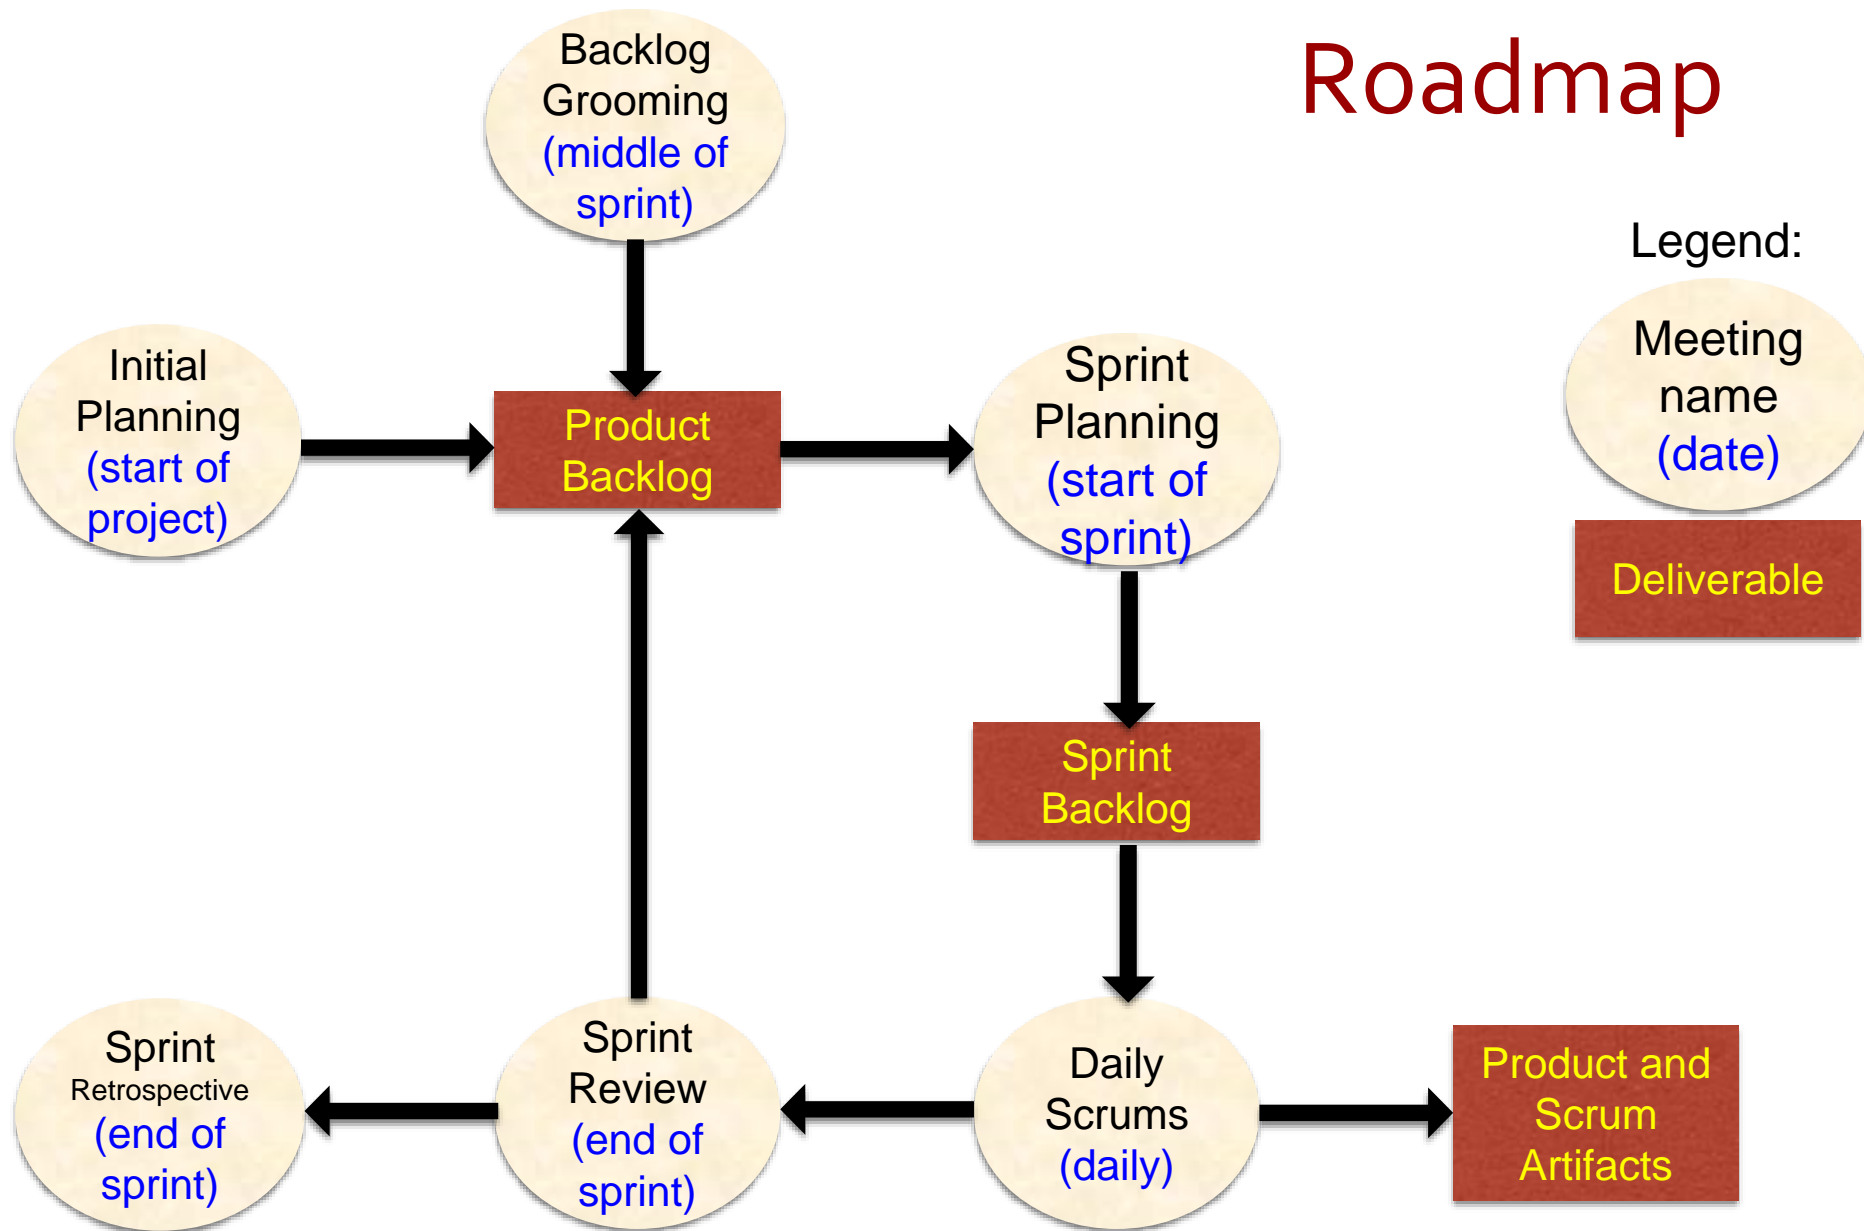 Roadmap
Backlog
Grooming
(middle of
sprint)
Legend:
Meeting
name
(date)
Deliverable
Initial
Planning
(start of
project)
Product
Backlog
Sprint
Planning
(start of
sprint)
Sprint
Backlog
Sprint
Retrospective
(end of
sprint)
Sprint
Review
(end of
sprint)
Daily
Scrums
(daily)
Product and
Scrum
Artifacts